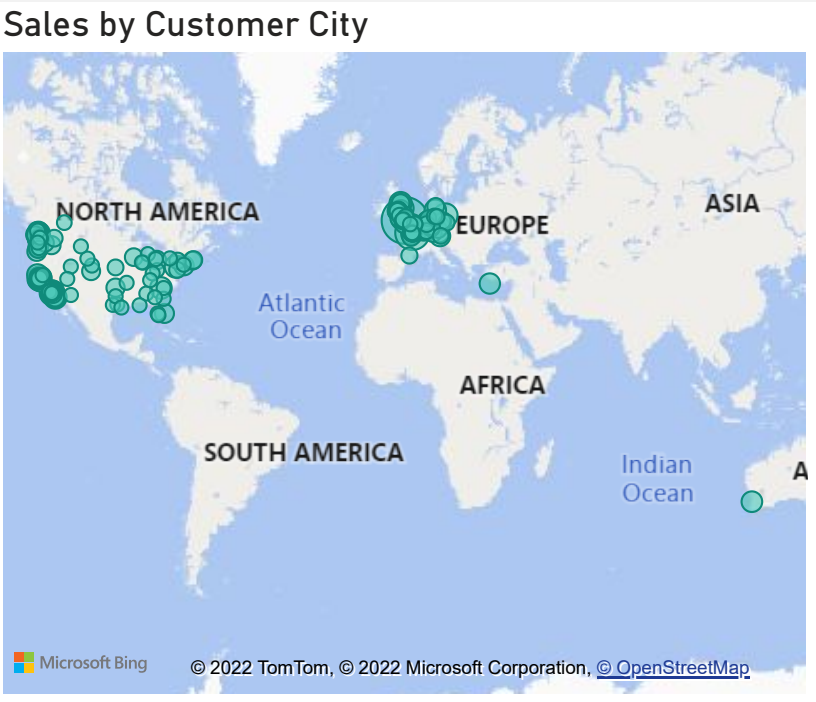 Sales by Customer City
NORTH AMERICA
ASIA
EUROPE
Atlantic
Ocean
AFRICA
SOUTH AMERICA
Indian
Ocean
A
Microsoft Bing
© 2022 TomTom, © 2022 Microsoft Corporation, © OpenStreetMap